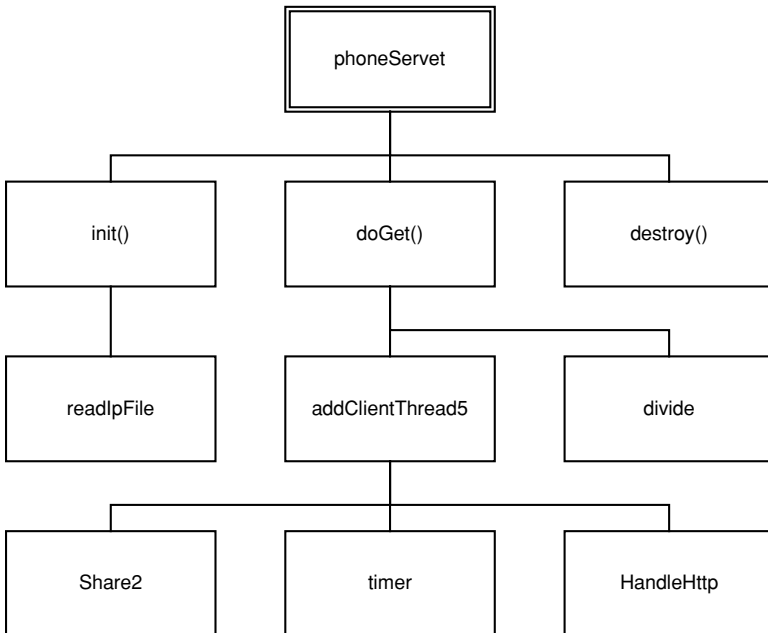 phoneServet
init()
doGet()
destroy()
readIpFile
addClientThread5
divide
Share2
timer
HandleHttp